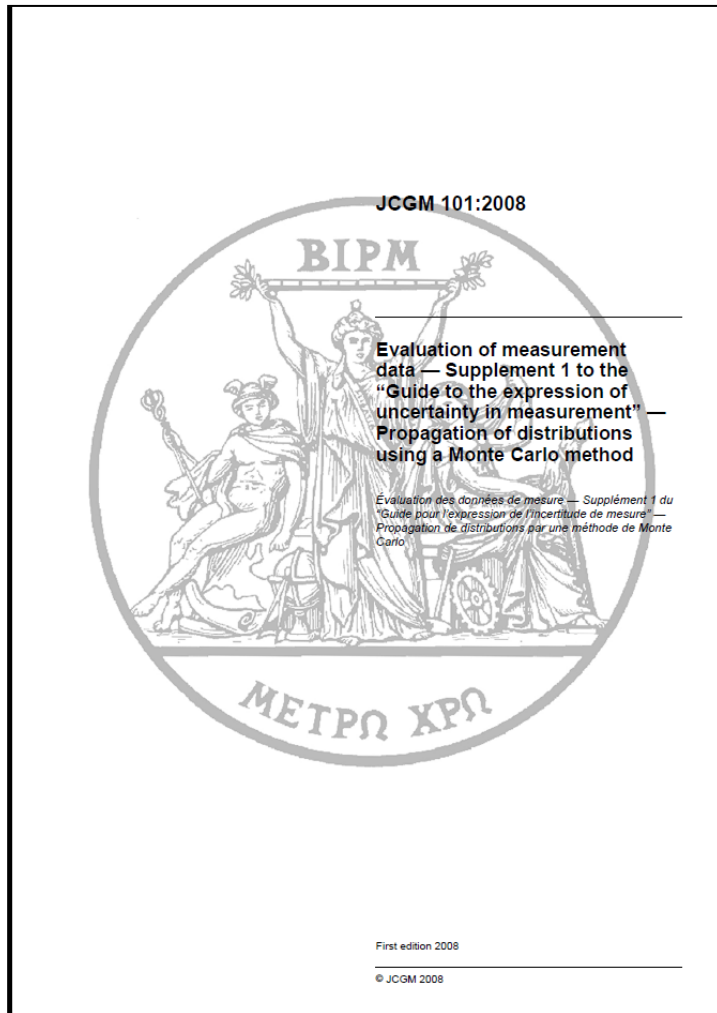 JCGM 101:2008
BIPM
Evaluation of measurement
data — Supplement 1 to the
“Guide to the expression of
uncertainty in measurement” —
Propagation of distributions
using a Monte Carlo method
Évaluation des données de mesure — Supplément 1 du
“Guide pour l’expression de l’incertitude de mesure” —
Propagation de distributions par une méthode de Monte
Carlo
ΜΕΤΡΩ ΧΡΩ
First edition 2008
© JCGM 2008